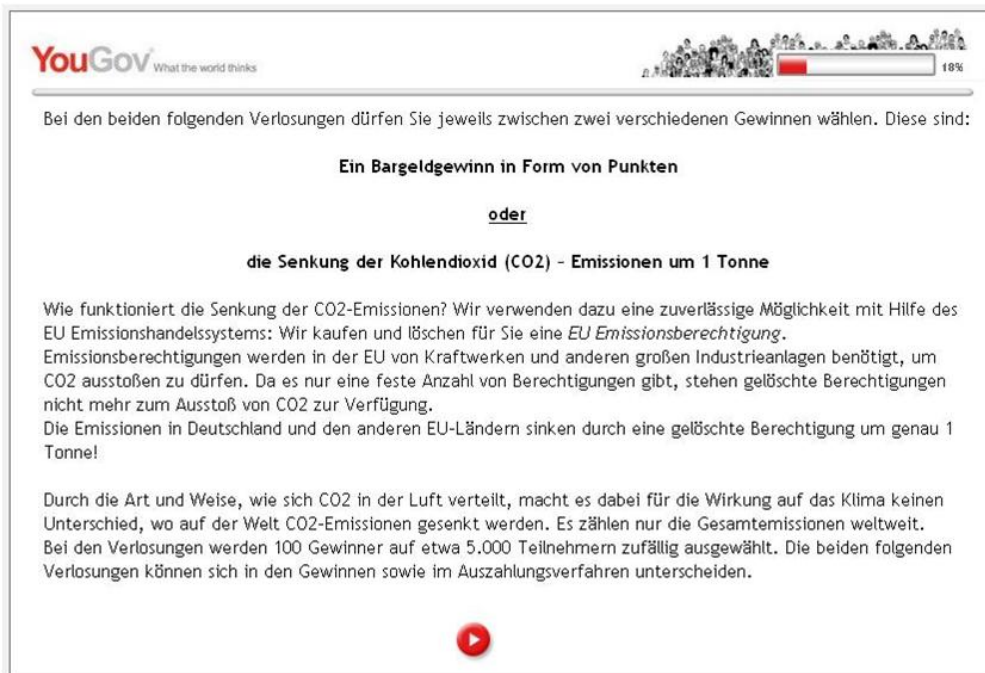 YouGov What the world thinks
18%
Bei den beiden folgenden Verlosungen dürfen Sie jeweils zwischen zwei verschiedenen Gewinnen wählen. Diese sind:
Ein Bargeldgewinn in Form von Punkten
oder
die Senkung der Kohlendioxid (CO2) - Emissionen um 1 Tonne
Wie funktioniert die Senkung der CO2-Emissionen? Wir verwenden dazu eine zuverlässige Möglichkeit mit Hilfe des
EU Emissionshandelssystems: Wir kaufen und löschen für Sie eine EU Emissionsberechtigung.
Emissionsberechtigungen werden in der EU von Kraftwerken und anderen großen Industrieanlagen benötigt, um
CO2 ausstoßen zu dürfen. Da es nur eine feste Anzahl von Berechtigungen gibt, stehen gelöschte Berechtigungen
nicht mehr zum Ausstoß von CO2 zur Verfügung.
Die Emissionen in Deutschland und den anderen EU-Ländern sinken durch eine gelöschte Berechtigung um genau 1
Tonne!
Durch die Art und Weise, wie sich CO2 in der Luft verteilt, macht es dabei für die Wirkung auf das Klima keinen
Unterschied, wo auf der Welt CO2-Emissionen gesenkt werden. Es zählen nur die Gesamtemissionen weltweit.
Bei den Verlosungen werden 100 Gewinner auf etwa 5.000 Teilnehmern zufällig ausgewählt. Die beiden folgenden
Verlosungen können sich in den Gewinnen sowie im Auszahlungsverfahren unterscheiden.